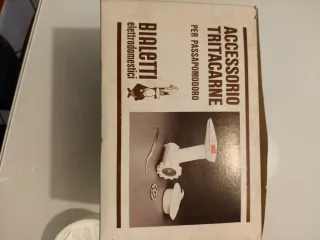 ACCESSORIO
TRITACARNE
PER PASSAPOMODORO
BIALETTI
elettrodomestici